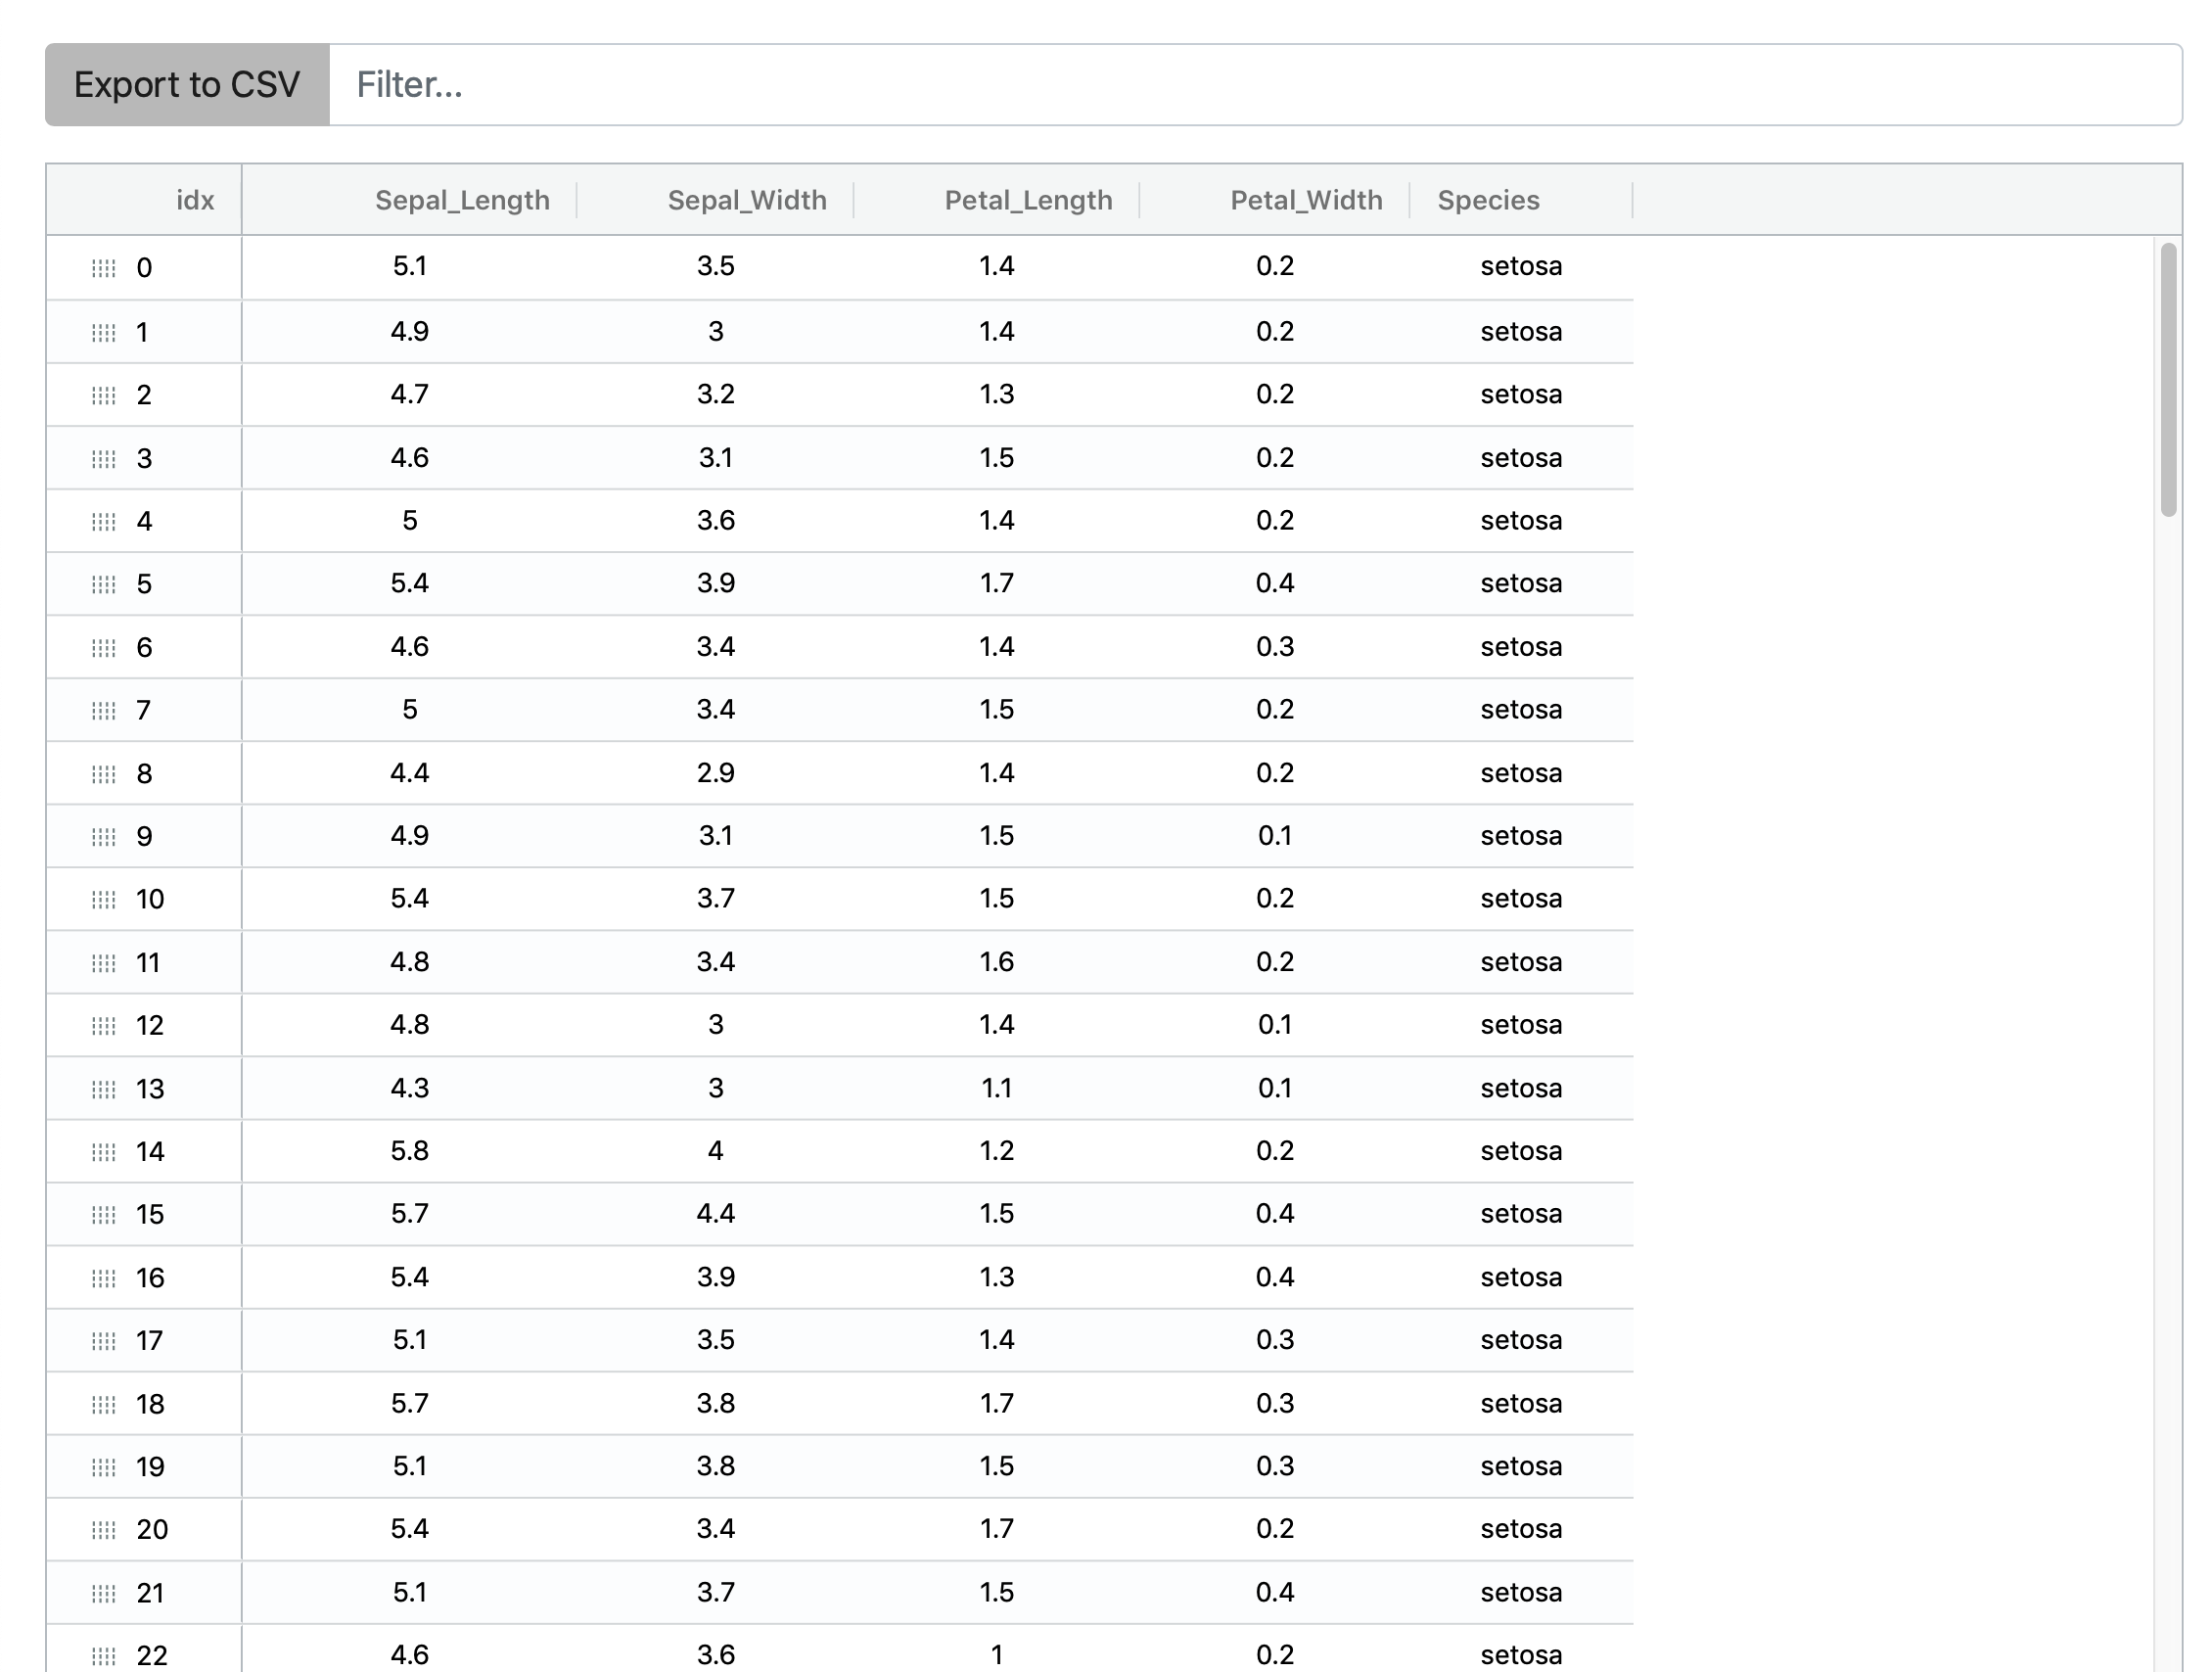 Export to CSV Filter...
idx Sepal_Length Sepal_Width Petal_Length Petal_Width Species
0 5.1 3.5 1.4 0.2 setosa
1 4.9 3 1.4 0.2 setosa
2 4.7 3.2 1.3 0.2 setosa
3 4.6 3.1 1.5 0.2 setosa
4 5 3.6 1.4 0.2 setosa
5 5.4 3.9 1.7 0.4 setosa
6 4.6 3.4 1.4 0.3 setosa
7 5 3.4 1.5 0.2 setosa
8 4.4 2.9 1.4 0.2 setosa
9 4.9 3.1 1.5 0.1 setosa
10 5.4 3.7 1.5 0.2 setosa
11 4.8 3.4 1.6 0.2 setosa
12 4.8 3 1.4 0.1 setosa
13 4.3 3 1.1 0.1 setosa
14 5.8 4 1.2 0.2 setosa
15 5.7 4.4 1.5 0.4 setosa
16 5.4 3.9 1.3 0.4 setosa
17 5.1 3.5 1.4 0.3 setosa
18 5.7 3.8 1.7 0.3 setosa
19 5.1 3.8 1.5 0.3 setosa
20 5.4 3.4 1.7 0.2 setosa
21 5.1 3.7 1.5 0.4 setosa
22 4.6 3.6 1 0.2 setosa